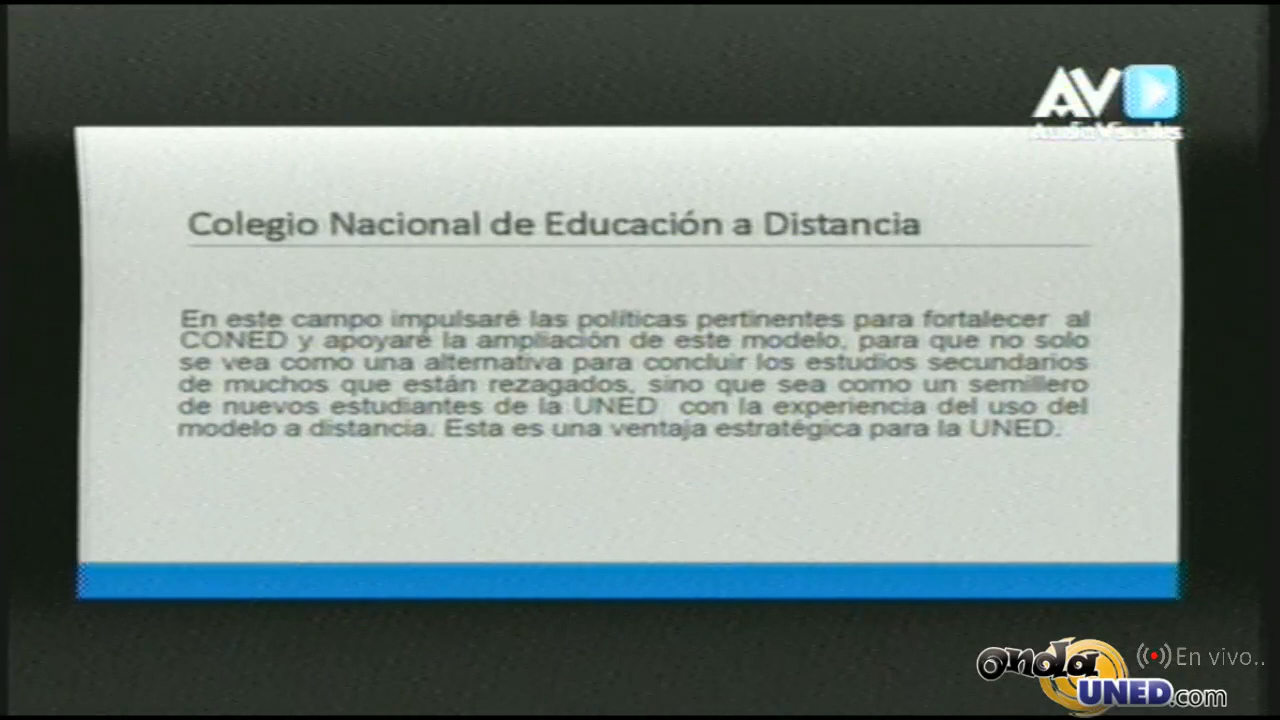 AV
AudioVisuales
Colegio Nacional de Educación a Distancia
En este campo impulsaré las políticas pertinentes para fortalecer al
CONED y apoyaré la ampliación de este modelo, para que no solo
se vea como una alternativa para concluir los estudios secundarios
de muchos que están rezagados, sino que sea como un semillero
de nuevos estudiantes de la UNED con la experiencia del uso del
modelo a distancia. Esta es una ventaja estratégica para la UNED.
onda
UNED.com
En vivo..